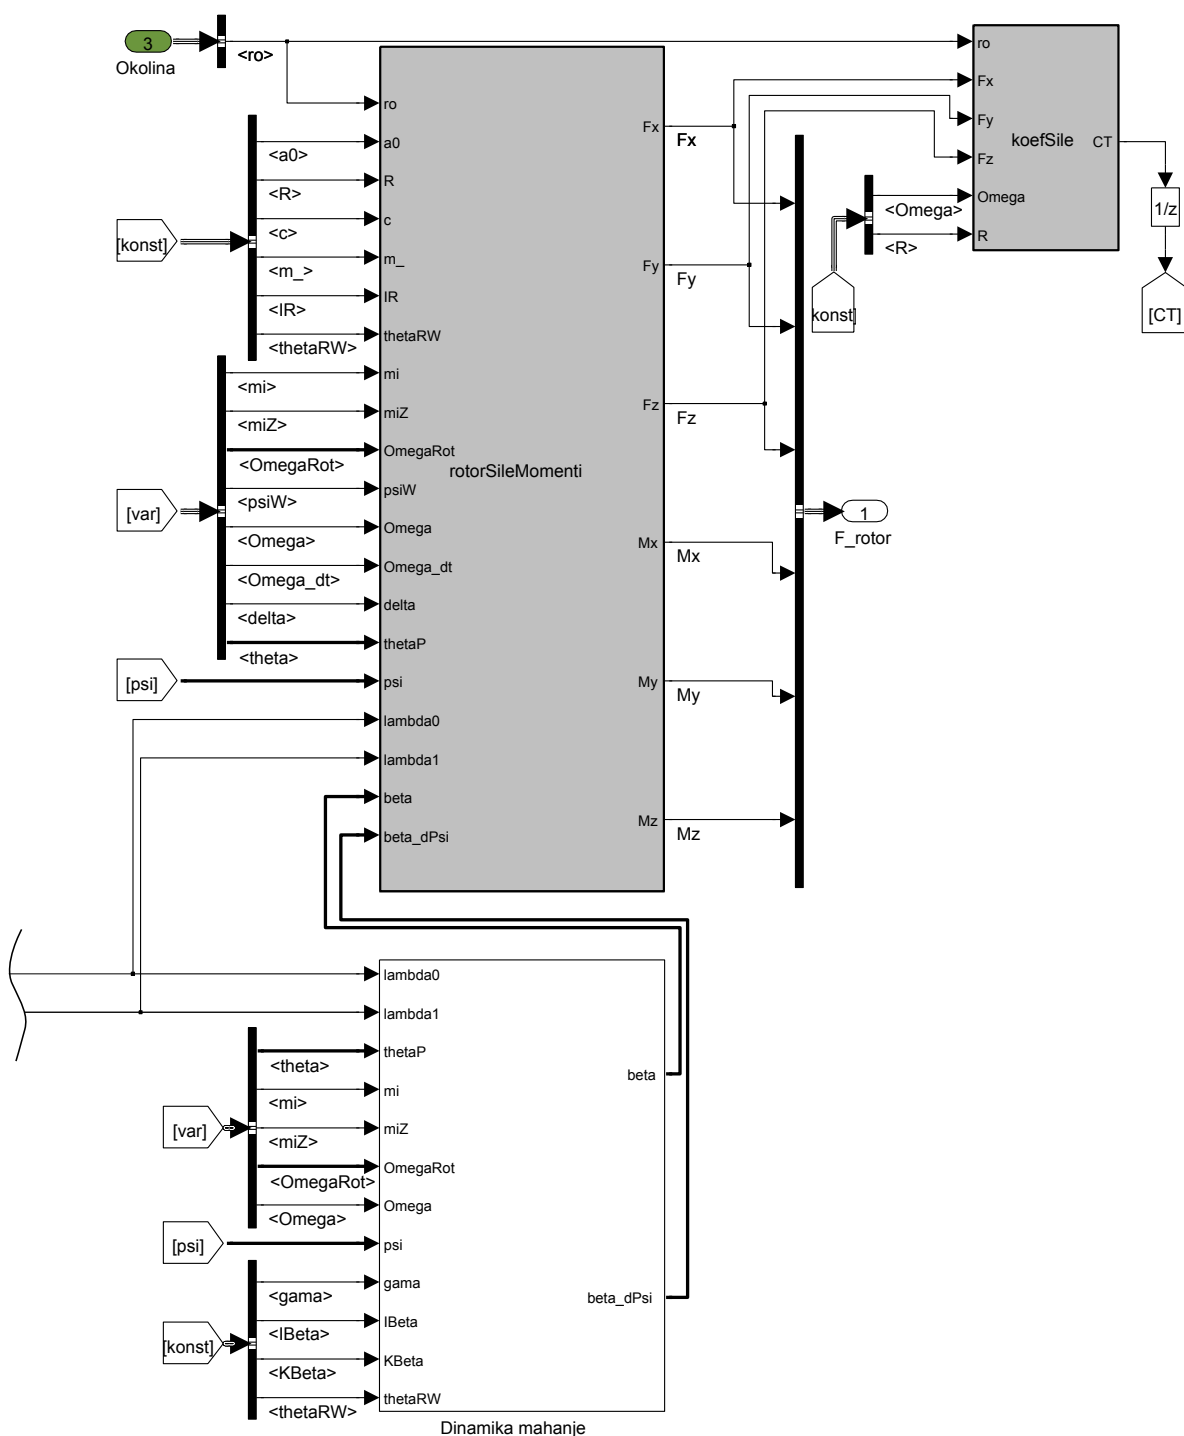 3
Okolina
<ro>
ro
a0
R
c
m_
IR
thetaRW
mi
miZ
OmegaRot
psiW
Omega
Omega_dt
delta
thetaP
psi
lambda0
lambda1
beta
beta_dPsi
rotorSileMomenti
Fx
Fy
Fz
Mx
My
Mz
[konst]
<a0>
<R>
<c>
<m_>
<IR>
<thetaRW>
[var]
<mi>
<miZ>
<OmegaRot>
<psiW>
<Omega>
<Omega_dt>
<delta>
<theta>
[psi]
Fx
Fy
Fz
Mx
My
Mz
1
F_rotor
ro
Fx
Fy
Fz
Omega
R
koefSile
CT
<Omega>
<R>
konst]
1/z
[CT]
lambda0
lambda1
thetaP
mi
miZ
OmegaRot
Omega
psi
gama
IBeta
KBeta
thetaRW
beta
beta_dPsi
[var]
<theta>
<mi>
<miZ>
<OmegaRot>
<Omega>
[psi]
[konst]
<gama>
<IBeta>
<KBeta>
<thetaRW>
Dinamika mahanje